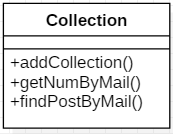 Collection
+addCollection()
+getNumByMail()
+findPostByMail()